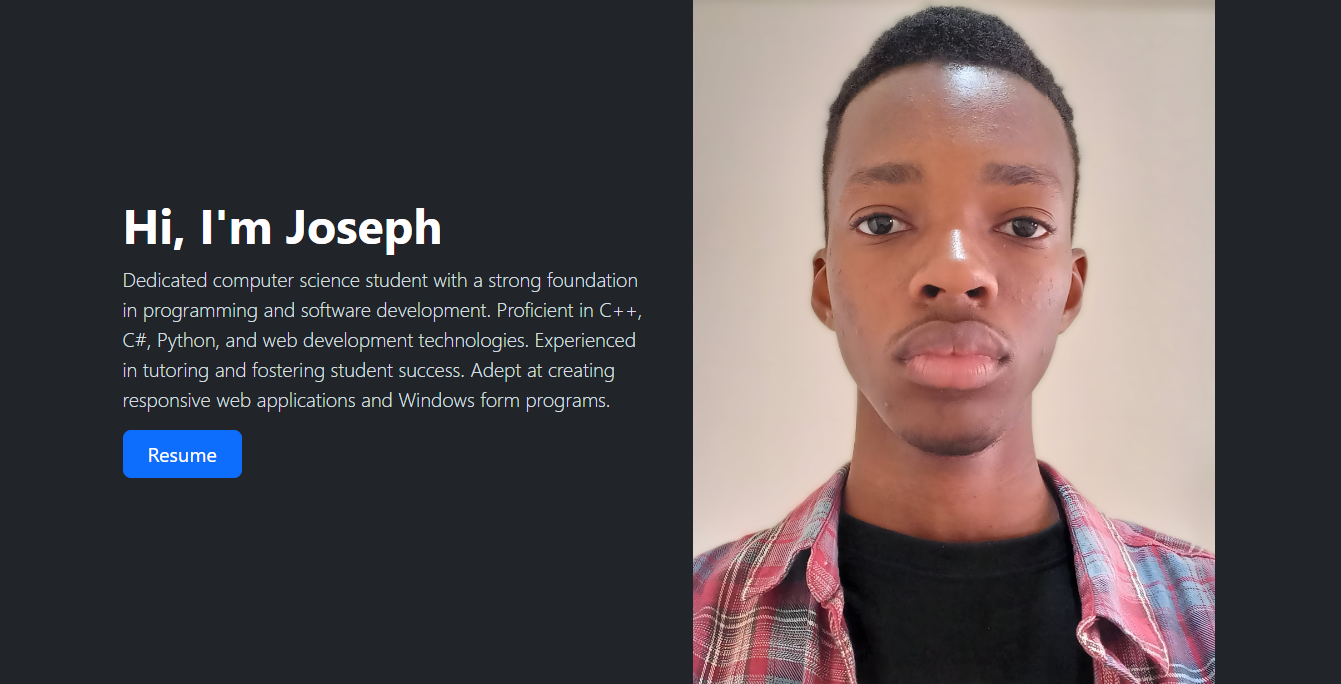 Hi, I'm Joseph
Dedicated computer science student with a strong foundation
in programming and software development. Proficient in C++,
C#, Python, and web development technologies. Experienced
in tutoring and fostering student success. Adept at creating
responsive web applications and Windows form programs.
Resume